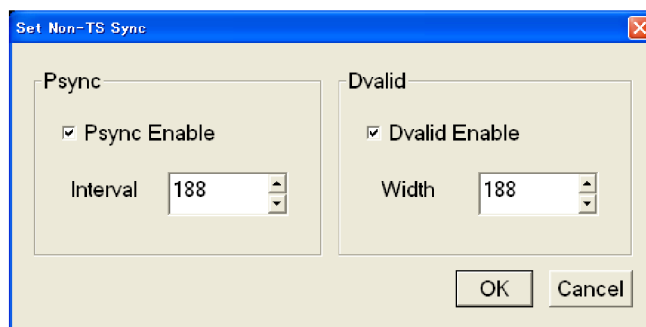 Set Non-TS Sync
Psync
Psync Enable
Interval 188
Dvalid
Dvalid Enable
Width 188
OK Cancel